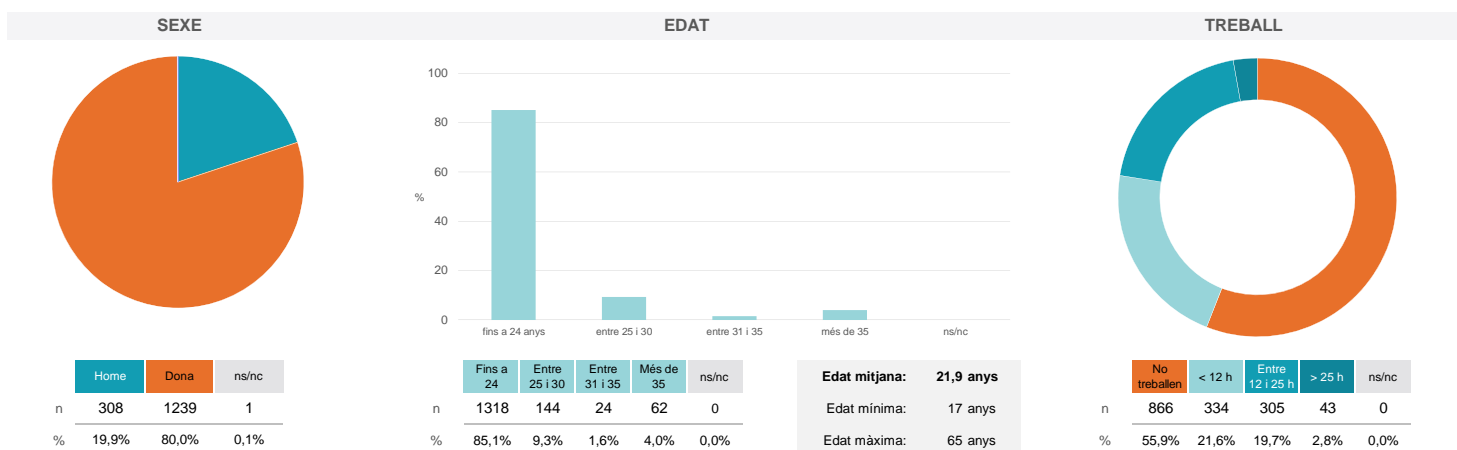 SEXE
EDAT
TREBALL
100
80
60
%
40
20
0
fins a 24 anys
entre 25 i 30
entre 31 i 35
més de 35
ns/nc
Home Dona ns/nc
n 308 1239 1
% 19,9% 80,0% 0,1%
Fins a 24 Entre 25 i 30 Entre 31 i 35 Més de 35 ns/nc
n 1318 144 24 62 0
% 85,1% 9,3% 1,6% 4,0% 0,0%
Edat mitjana: 21,9 anys
Edat mínima: 17 anys
Edat màxima: 65 anys
No treballen < 12 h Entre 12 i 25 h > 25 h ns/nc
n 866 334 305 43 0
% 55,9% 21,6% 19,7% 2,8% 0,0%